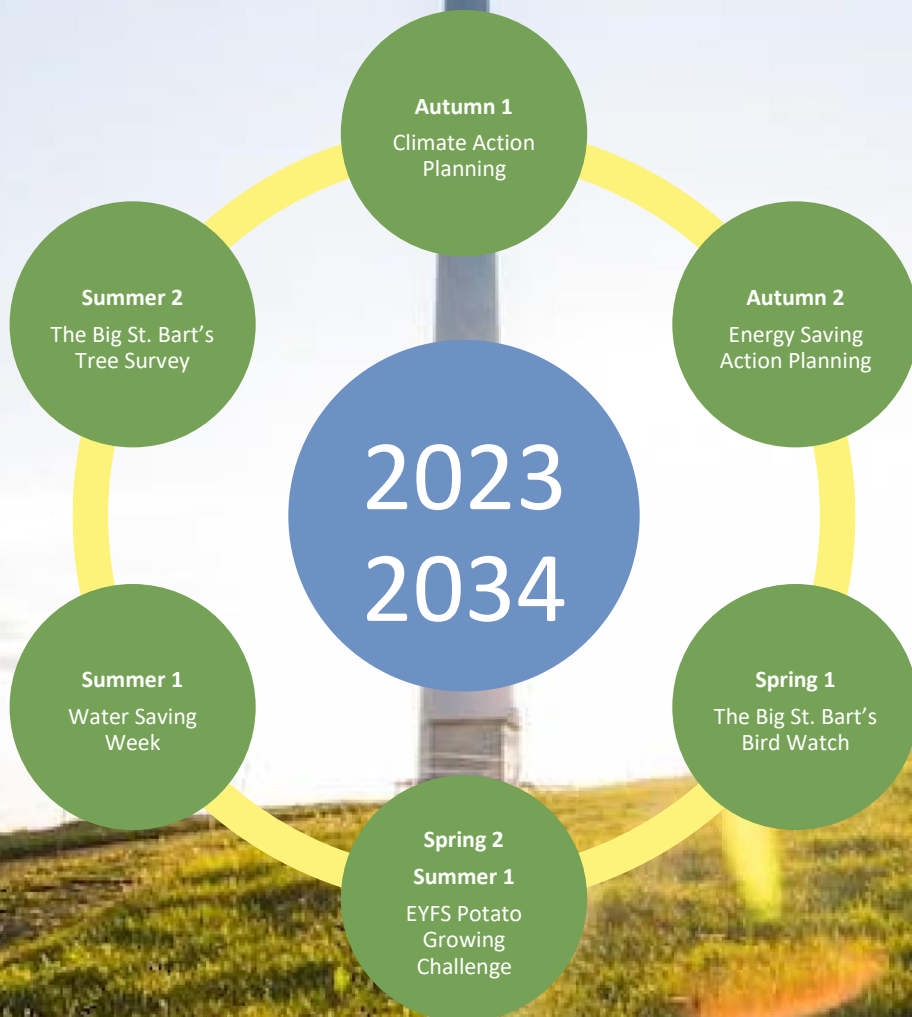 Autumn 1
Climate Action
Planning
Autumn 2
Energy Saving
Action Planning
Spring 1
The Big St. Bart's
Bird Watch
Spring 2
Summer 1
EYFS Potato
Growing
Challenge
Summer 1
Water Saving
Week
Summer 2
The Big St. Bart's
Tree Survey
2023
2034